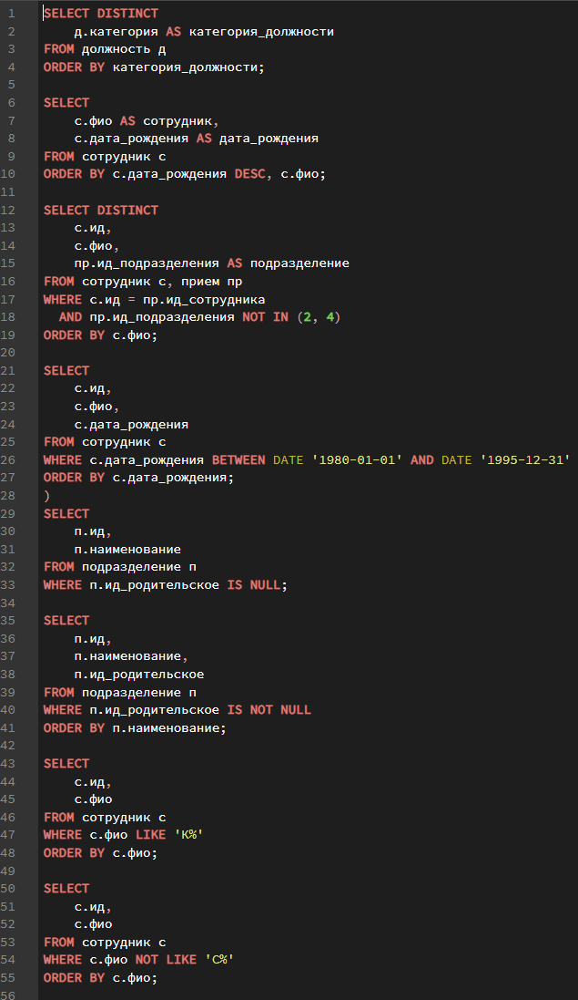 1 SELECT DISTINCT
2     д.категория AS категория_должности
3 FROM должность д
4 ORDER BY категория_должности;
5
6 SELECT
7     с.фио AS сотрудник,
8     с.дата_рождения AS дата_рождения
9 FROM сотрудник с
10 ORDER BY с.дата_рождения DESC, с.фио;
11
12 SELECT DISTINCT
13     с.ид,
14     с.фио,
15     пр.ид_подразделения AS подразделение
16 FROM сотрудник с, прием пр
17 WHERE с.ид = пр.ид_сотрудника
18   AND пр.ид_подразделения NOT IN (2, 4)
19 ORDER BY с.фио;
20
21 SELECT
22     с.ид,
23     с.фио,
24     с.дата_рождения
25 FROM сотрудник с
26 WHERE с.дата_рождения BETWEEN DATE '1980-01-01' AND DATE '1995-12-31'
27 ORDER BY с.дата_рождения;
28 )
29 SELECT
30     п.ид,
31     п.наименование
32 FROM подразделение п
33 WHERE п.ид_родительское IS NULL;
34
35 SELECT
36     п.ид,
37     п.наименование,
38     п.ид_родительское
39 FROM подразделение п
40 WHERE п.ид_родительское IS NOT NULL
41 ORDER BY п.наименование;
42
43 SELECT
44     с.ид,
45     с.фио
46 FROM сотрудник с
47 WHERE с.фио LIKE 'К%'
48 ORDER BY с.фио;
49
50 SELECT
51     с.ид,
52     с.фио
53 FROM сотрудник с
54 WHERE с.фио NOT LIKE 'С%'
55 ORDER BY с.фио;
56